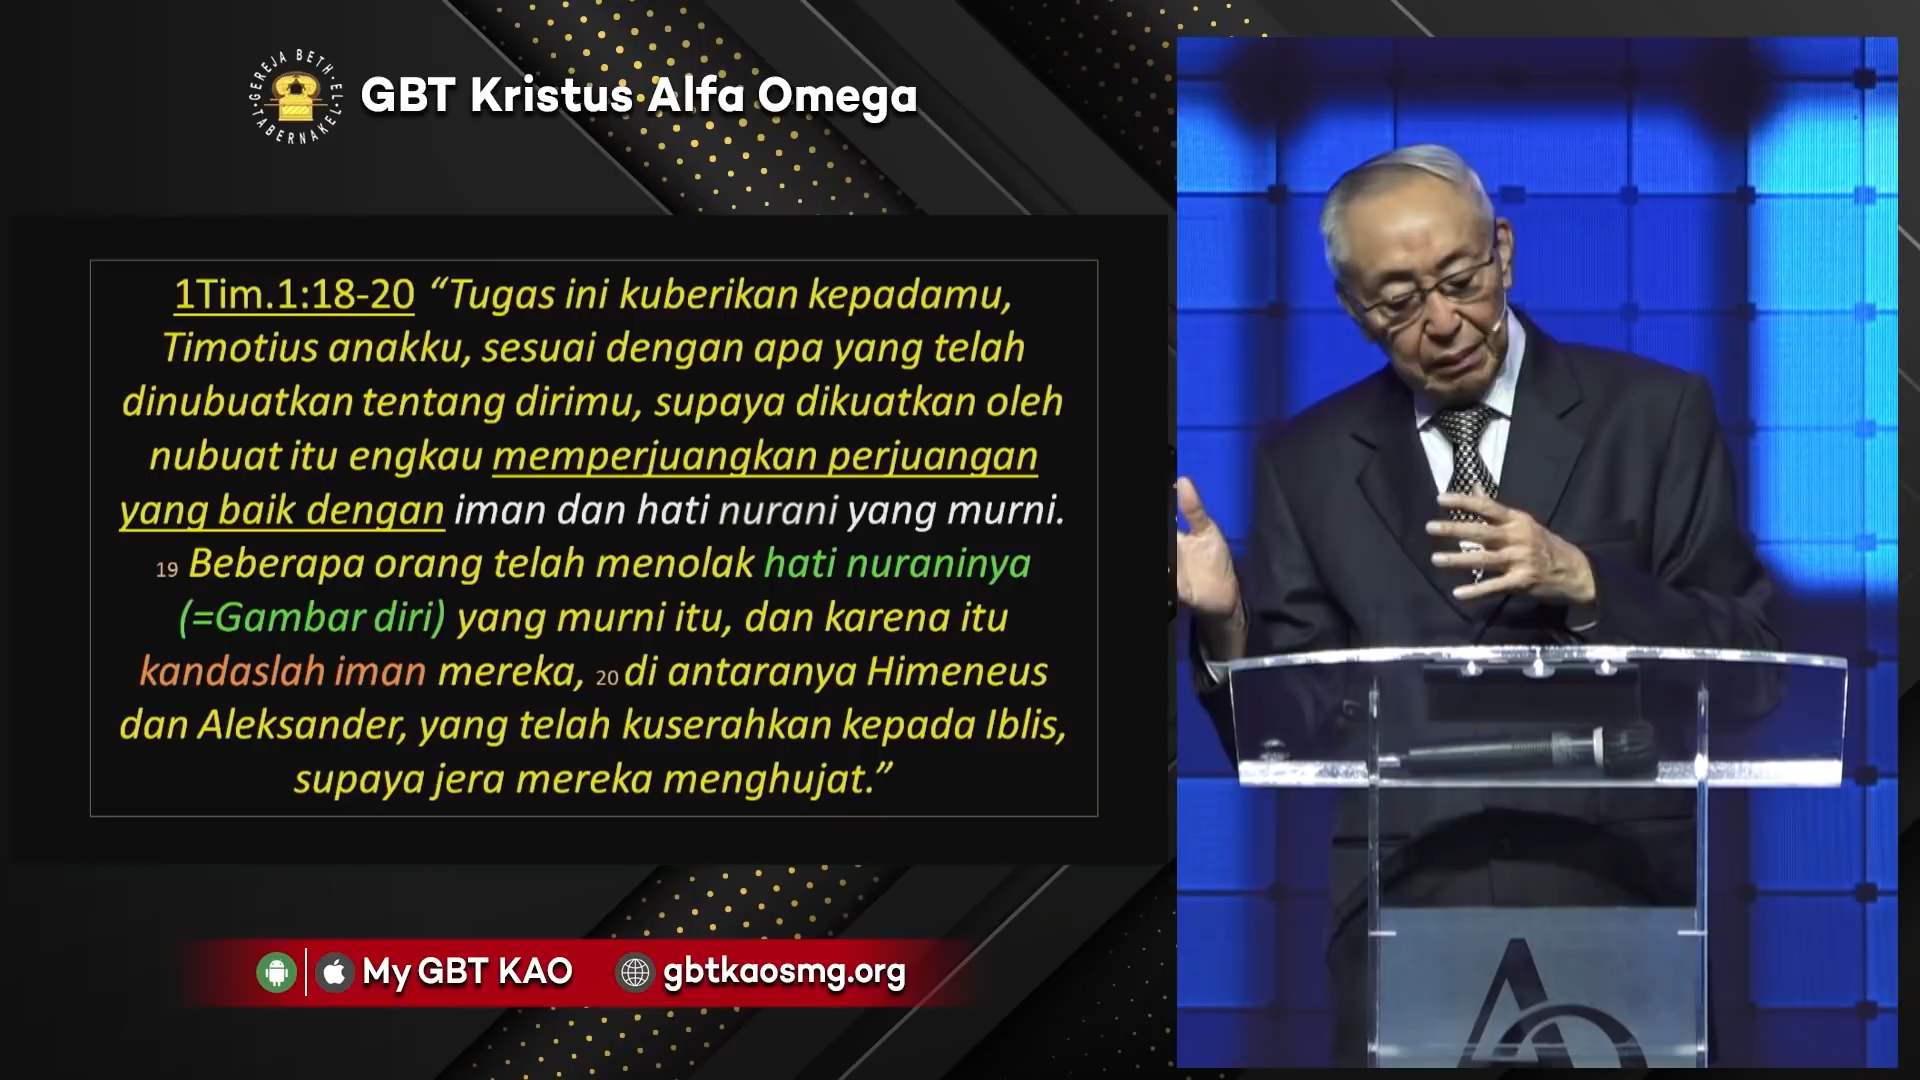 GEREJA BETH-EL TABERNAKEL
GBT Kristus Alfa Omega
1Tim.1:18-20 “Tugas ini kuberikan kepadamu,
Timotius anakku, sesuai dengan apa yang telah
dinubuatkan tentang dirimu, supaya dikuatkan oleh
nubuat itu engkau memperjuangkan perjuangan
yang baik dengan iman dan hati nurani yang murni.
19 Beberapa orang telah menolak hati nuraninya
(=Gambar diri) yang murni itu, dan karena itu
kandaslah iman mereka, 20 di antaranya Himeneus
dan Aleksander, yang telah kuserahkan kepada Iblis,
supaya jera mereka menghujat.”
My GBT KAO
gbtkaosmg.org